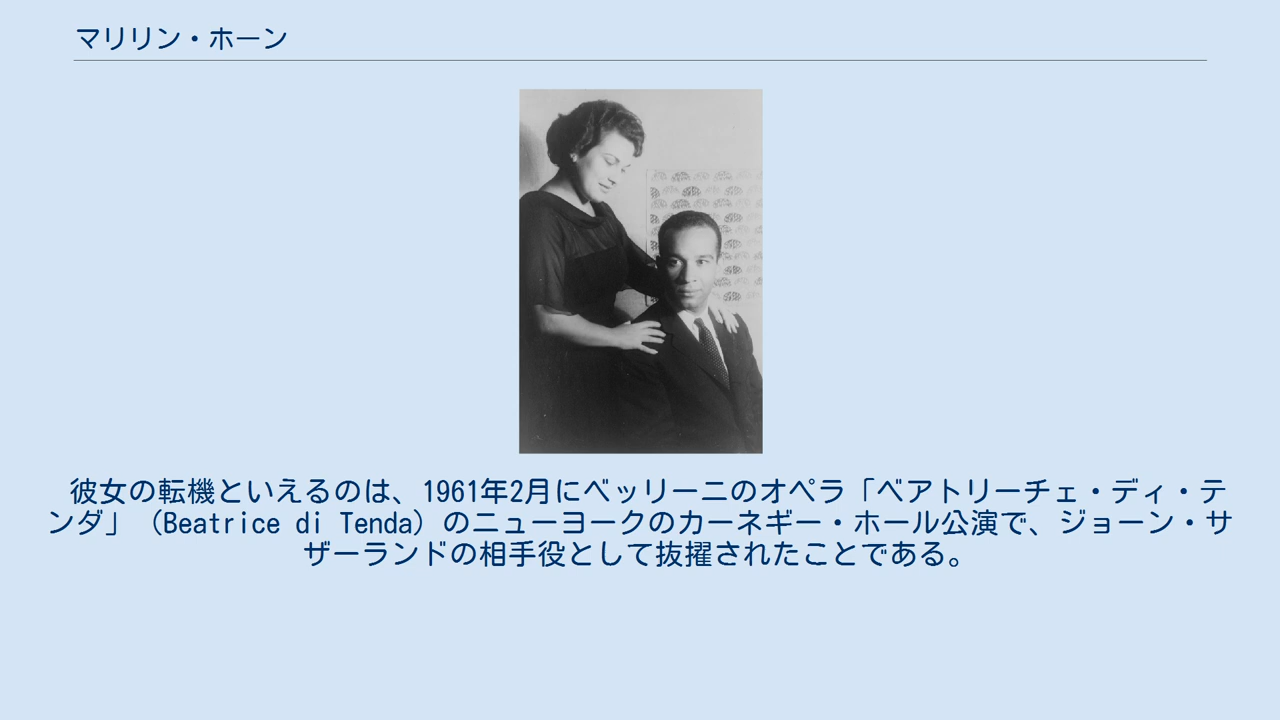 マリリン・ホーン
彼女の転機といえるのは、1961年2月にベッリーニのオペラ「ベアトリーチェ・ディ・テ
ンダ」（Beatrice di Tenda）のニューヨークのカーネギー・ホール公演で、ジョーン・サ
ザーランドの相手役として抜擢されたことである。